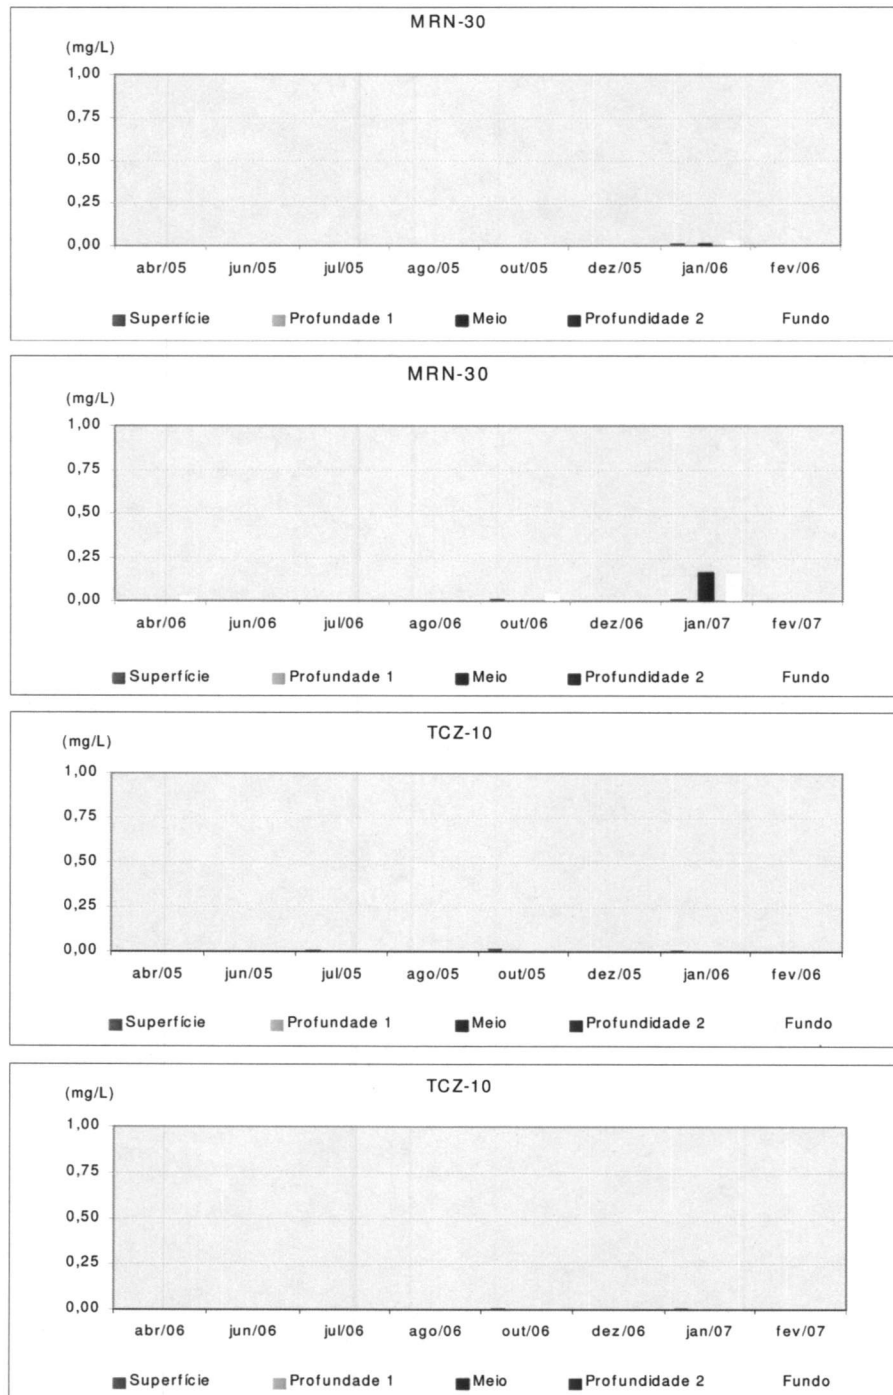 MRN-30
(mg/L)
1,00
0,75
0,50
0,25
0,00
abr/05 jun/05 jul/05 ago/05 out/05 dez/05 jan/06 fev/06
Superfície Profundade 1 Meio Profundidade 2 Fundo
MRN-30
(mg/L)
1,00
0,75
0,50
0,25
0,00
abr/06 jun/06 jul/06 ago/06 out/06 dez/06 jan/07 fev/07
Superfície Profundade 1 Meio Profundidade 2 Fundo
TCZ-10
(mg/L)
1,00
0,75
0,50
0,25
0,00
abr/05 jun/05 jul/05 ago/05 out/05 dez/05 jan/06 fev/06
Superfície Profundade 1 Meio Profundidade 2 Fundo
TCZ-10
(mg/L)
1,00
0,75
0,50
0,25
0,00
abr/06 jun/06 jul/06 ago/06 out/06 dez/06 jan/07 fev/07
Superfície Profundade 1 Meio Profundidade 2 Fundo